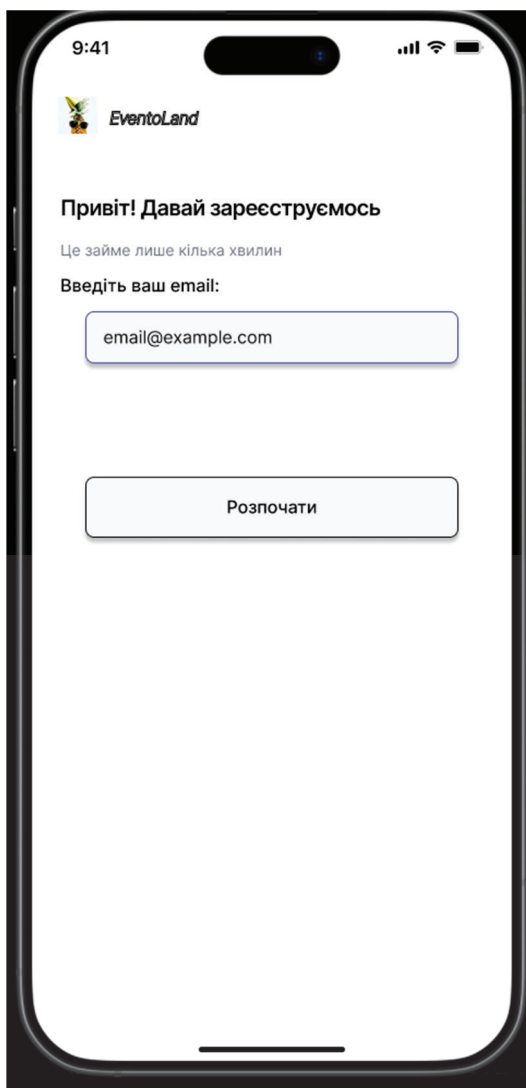 9:41
EventoLand
Привіт! Давай зареєструємось
Це займе лише кілька хвилин
Введіть ваш email:
email@example.com
Розпочати